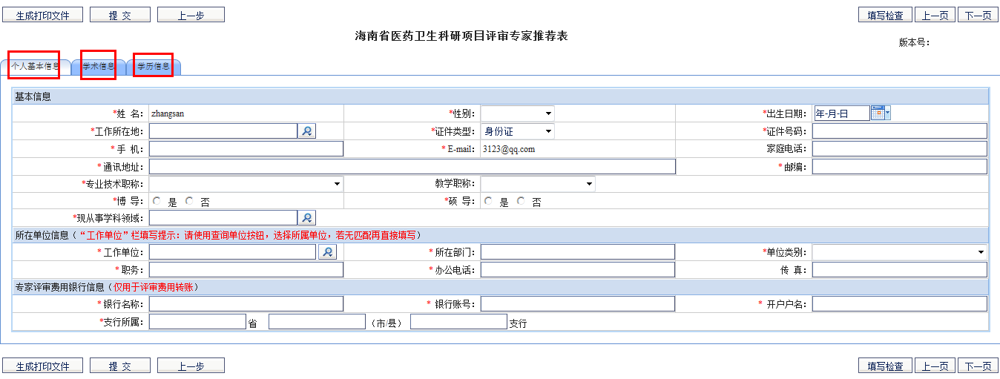 生成打印文件 提 交 上一步 填写检查 上一页 下一页
海南省医药卫生科研项目评审专家推荐表
版本号：
个人基本信息 学术信息 学历信息
基本信息
*姓 名： zhangsan *性别： *出生日期： 年-月-日
*工作所在地： *证件类型： 身份证 *证件号码：
* 手 机： * E-mail: 3123@qq.com 家庭电话：
* 通讯地址： * 邮编：
*专业技术职称： 教学职称：
*博 导： 是 否 *硕 导： 是 否
*现从事学科领域：
所在单位信息（“工作单位”栏填写提示：请使用查询单位按钮，选择所属单位，若无匹配再直接填写）
* 工作单位： * 所在部门： *单位类别：
* 职务： * 办公电话： 传 真：
专家评审费用银行信息（仅用于评审费用转账）
* 银行名称： * 银行账号： * 开户户名：
*支行所属： 省 （市/县） 支行
生成打印文件 提 交 上一步 填写检查 上一页 下一页